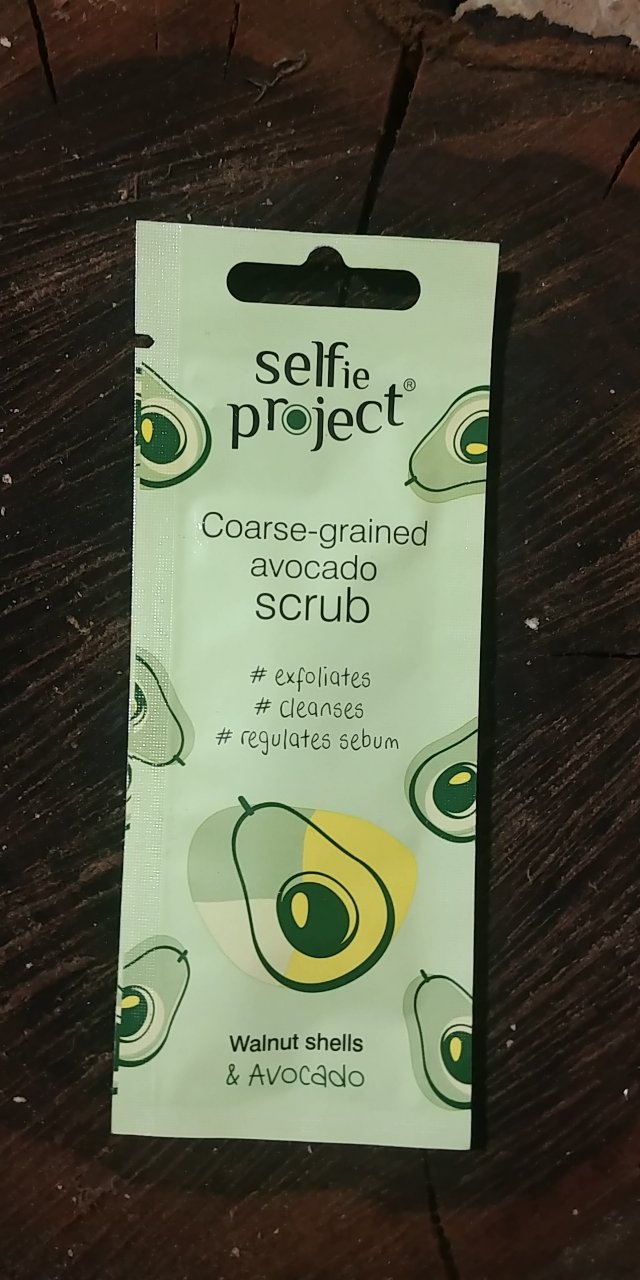 selfie
project®
Coarse-grained
avocado
scrub
# exfoliates
# cleanses
# regulates sebum
Walnut shells
& Avocado